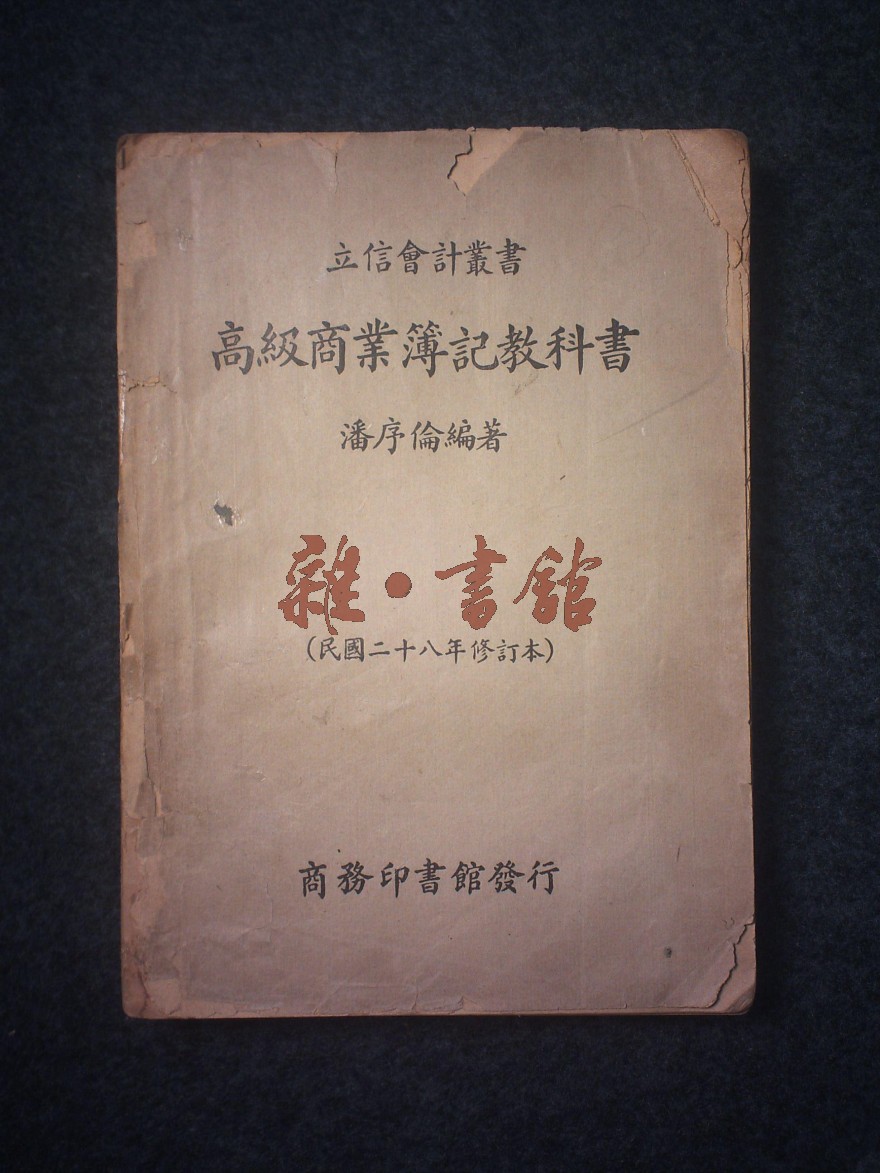 立信會計叢書
高級商業簿記教科書
潘序倫編著
雜·書館
(民國二十八年修訂本)
商務印書館發行